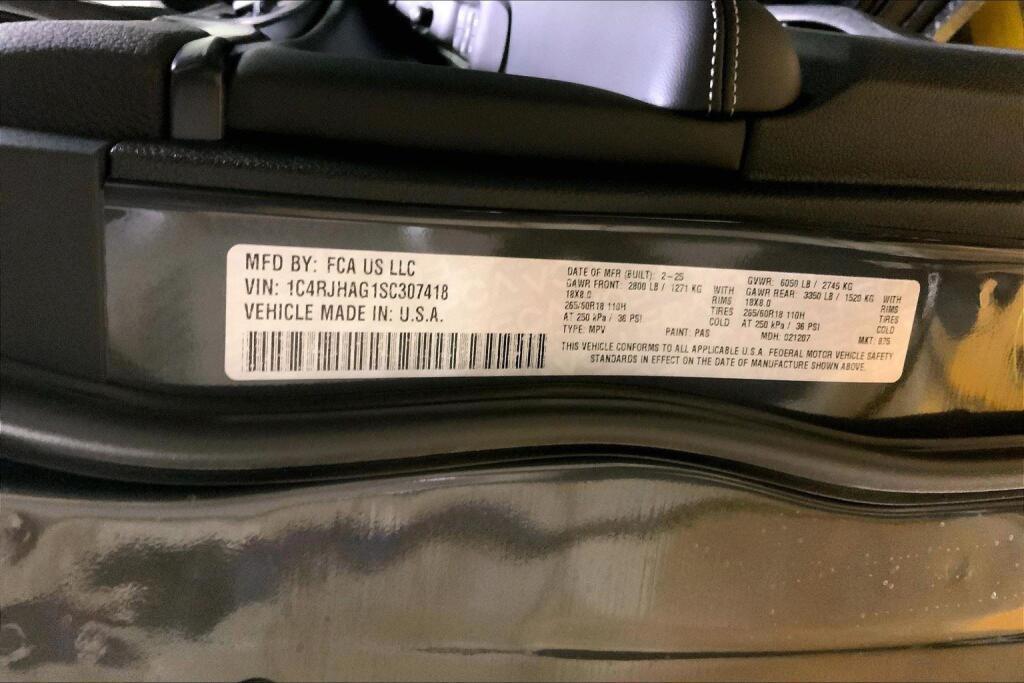 MFD BY: FCA US LLC
VIN: 1C4RJHAG1SC307418
VEHICLE MADE IN: U.S.A.
DATE OF MFR (BUILT): 2-25 GVWR: 6050 LB / 2745 KG
GAWR FRONT: 2800 LB / 1271 KG WITH GAWR REAR: 3350 LB / 1520 KG WITH
18X8.0 RIMS 18X8.0 RIMS
265/60R18 110H TIRES 265/60R18 110H TIRES
AT 250 kPa / 36 PSI COLD AT 250 kPa / 36 PSI COLD
TYPE: MPV PAINT: PAS MDH: 021207 MKT: 875
THIS VEHICLE CONFORMS TO ALL APPLICABLE U.S.A. FEDERAL MOTOR VEHICLE SAFETY
STANDARDS IN EFFECT ON THE DATE OF MANUFACTURE SHOWN ABOVE.